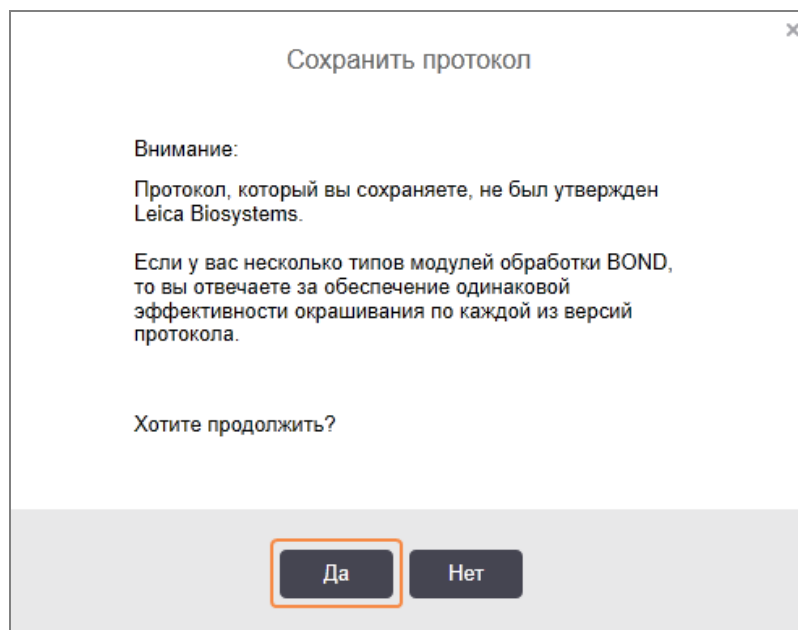 Сохранить протокол
Внимание:
Протокол, который вы сохраняете, не был утвержден
Leica Biosystems.
Если у вас несколько типов модулей обработки BOND,
то вы отвечаете за обеспечение одинаковой
эффективности окрашивания по каждой из версий
протокола.
Хотите продолжить?
Да
Нет